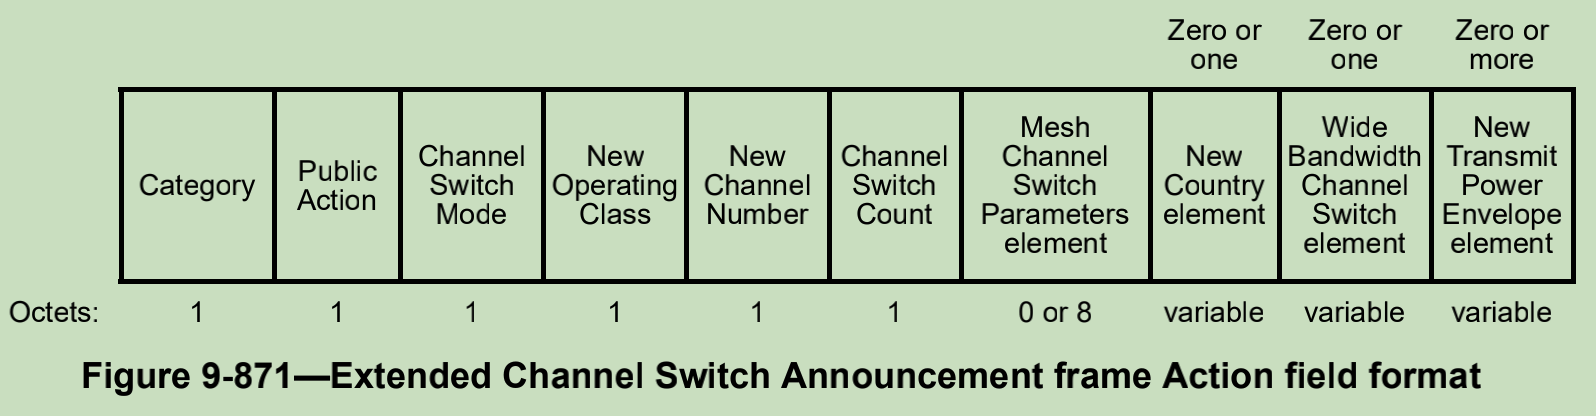 Zero or
one
Zero or
one
Zero or
more
Category
Public
Action
Channel
Switch
Mode
New
Operating
Class
New
Channel
Number
Channel
Switch
Count
Mesh
Channel
Switch
Parameters
element
New
Country
element
Wide
Bandwidth
Channel
Switch
element
New
Transmit
Power
Envelope
element
Octets: 1 1 1 1 1 1 0 or 8 variable variable variable
Figure 9-871—Extended Channel Switch Announcement frame Action field format